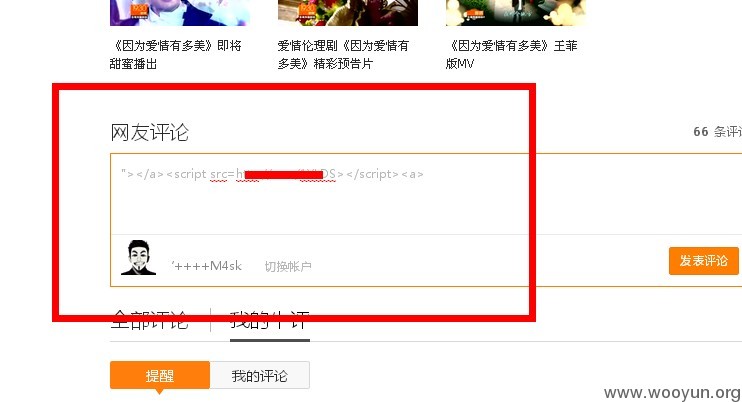 《因为爱情有多美》即将
甜蜜播出
爱情伦理剧《因为爱情有
多美》精彩预告片
《因为爱情有多美》王菲
版MV
网友评论
66 条评论
"></a><script src=h DS></script><a>
'++++M4sk
切换帐户
发表评论
全部评论
我的牛评
提醒
我的评论
www.wooyun.org